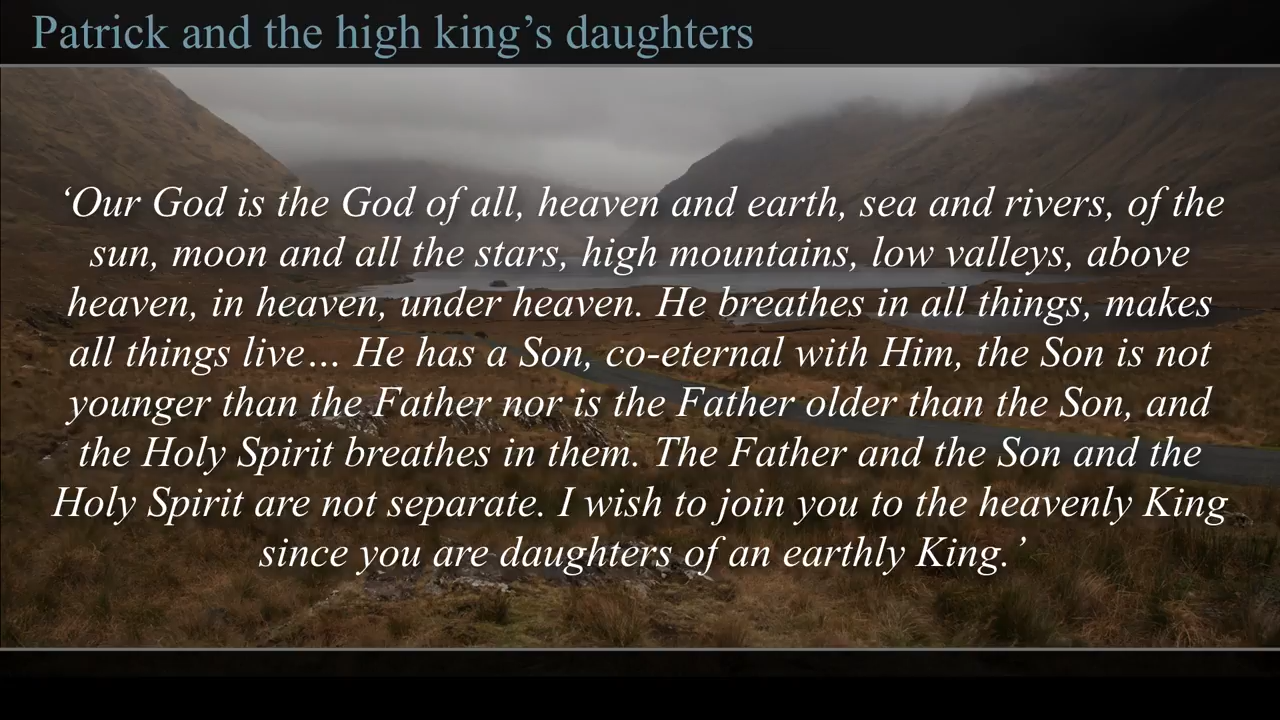 Patrick and the high king’s daughters
‘Our God is the God of all, heaven and earth, sea and rivers, of the
sun, moon and all the stars, high mountains, low valleys, above
heaven, in heaven, under heaven. He breathes in all things, makes
all things live… He has a Son, co-eternal with Him, the Son is not
younger than the Father nor is the Father older than the Son, and
the Holy Spirit breathes in them. The Father and the Son and the
Holy Spirit are not separate. I wish to join you to the heavenly King
since you are daughters of an earthly King.’